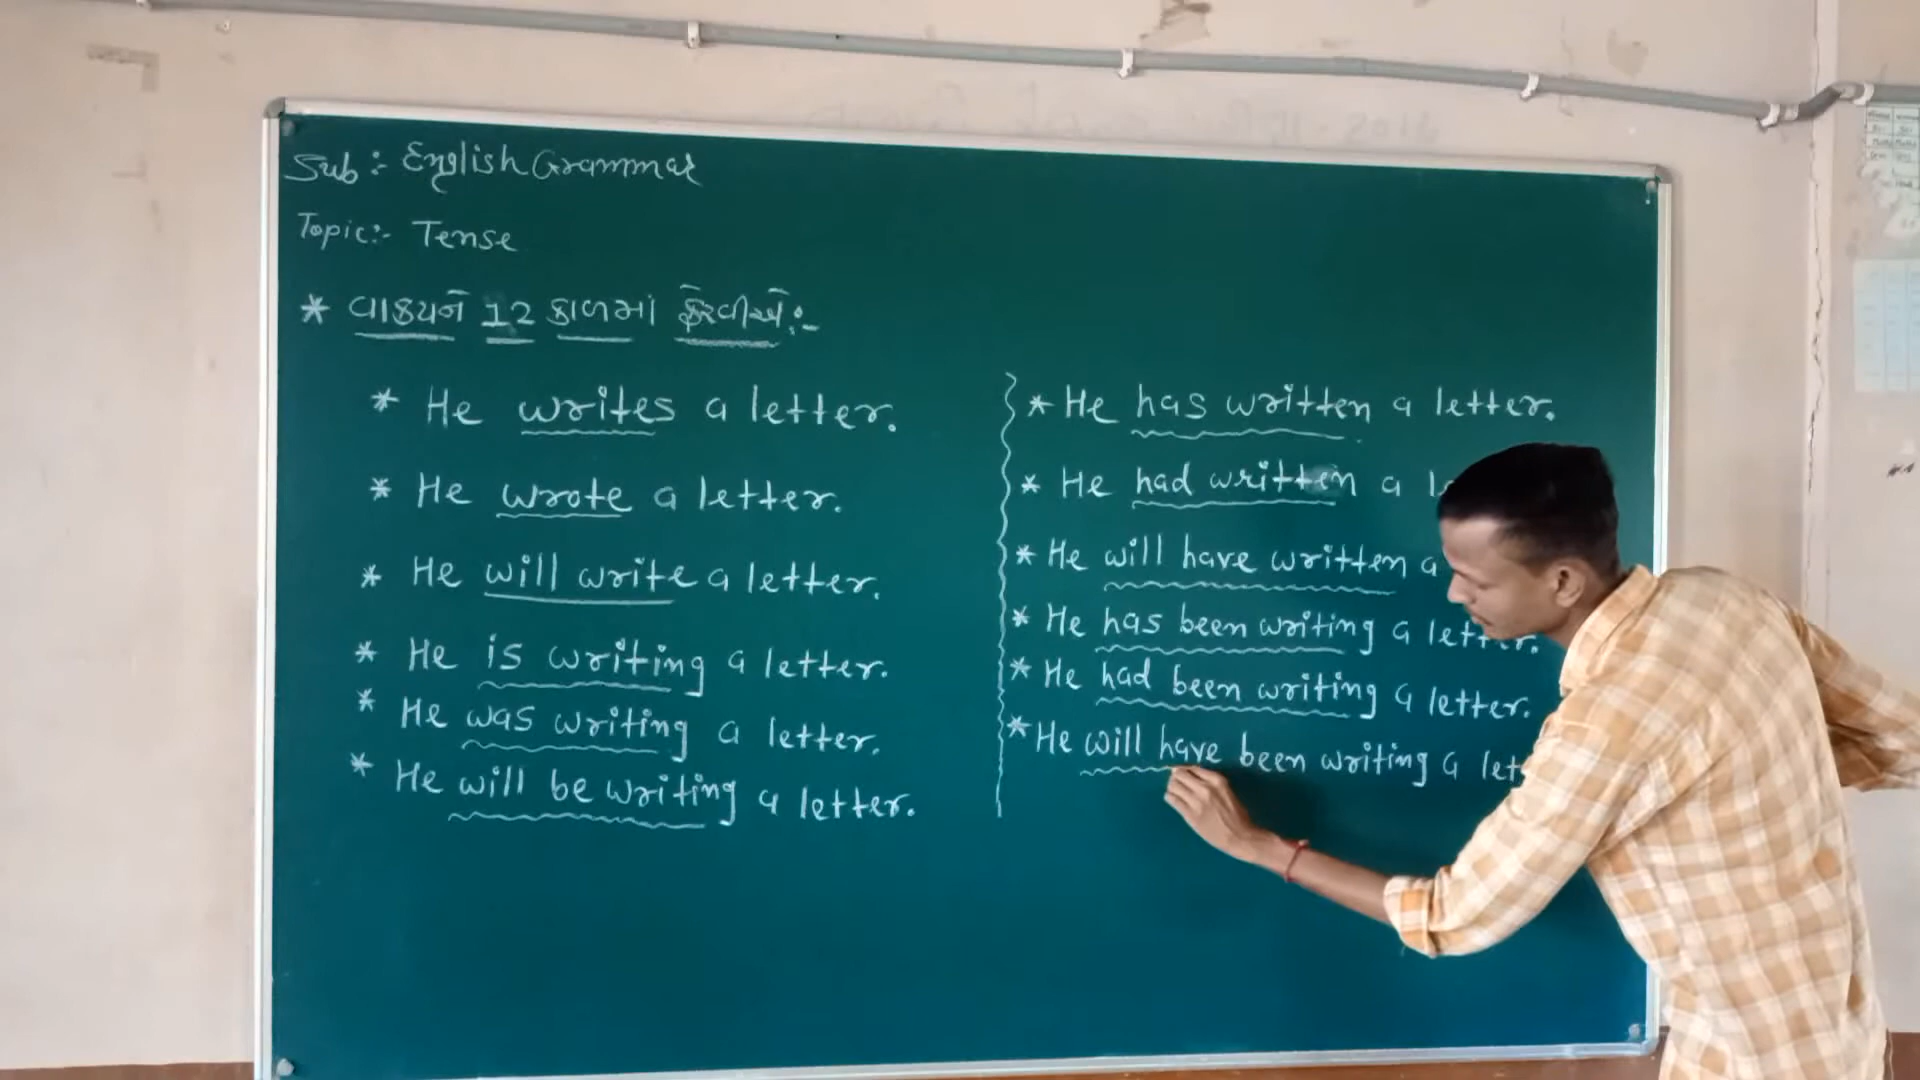 Sub:- English Grammar
Topic:- Tense
* વાક્યને 12 કાળમાં ફેરવીએ:-
* He writes a letter.
* He wrote a letter.
* He will write a letter.
* He is writing a letter.
* He was writing a letter.
* He will be writing a letter.
* He has written a letter.
* He had written a
* He will have written a
* He has been writing a letter.
* He had been writing a letter.
* He will have been writing a